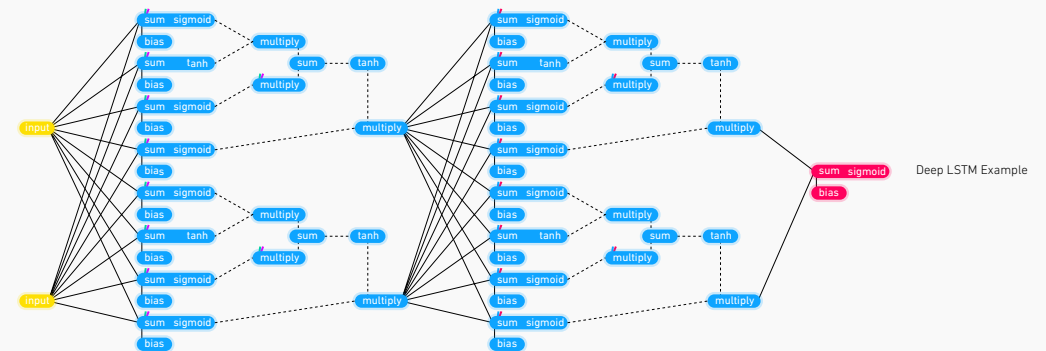 sum sigmoid sum sigmoid
bias multiply bias multiply
sum tanh sum tanh sum tanh sum tanh
bias multiply bias multiply
sum sigmoid sum sigmoid
input bias multiply bias multiply
sum sigmoid sum sigmoid
bias bias sum sigmoid Deep LSTM Example
sum sigmoid sum sigmoid bias
bias multiply bias multiply
sum tanh sum tanh sum tanh sum tanh
bias multiply bias multiply
sum sigmoid sum sigmoid
input bias multiply bias multiply
sum sigmoid sum sigmoid
bias bias